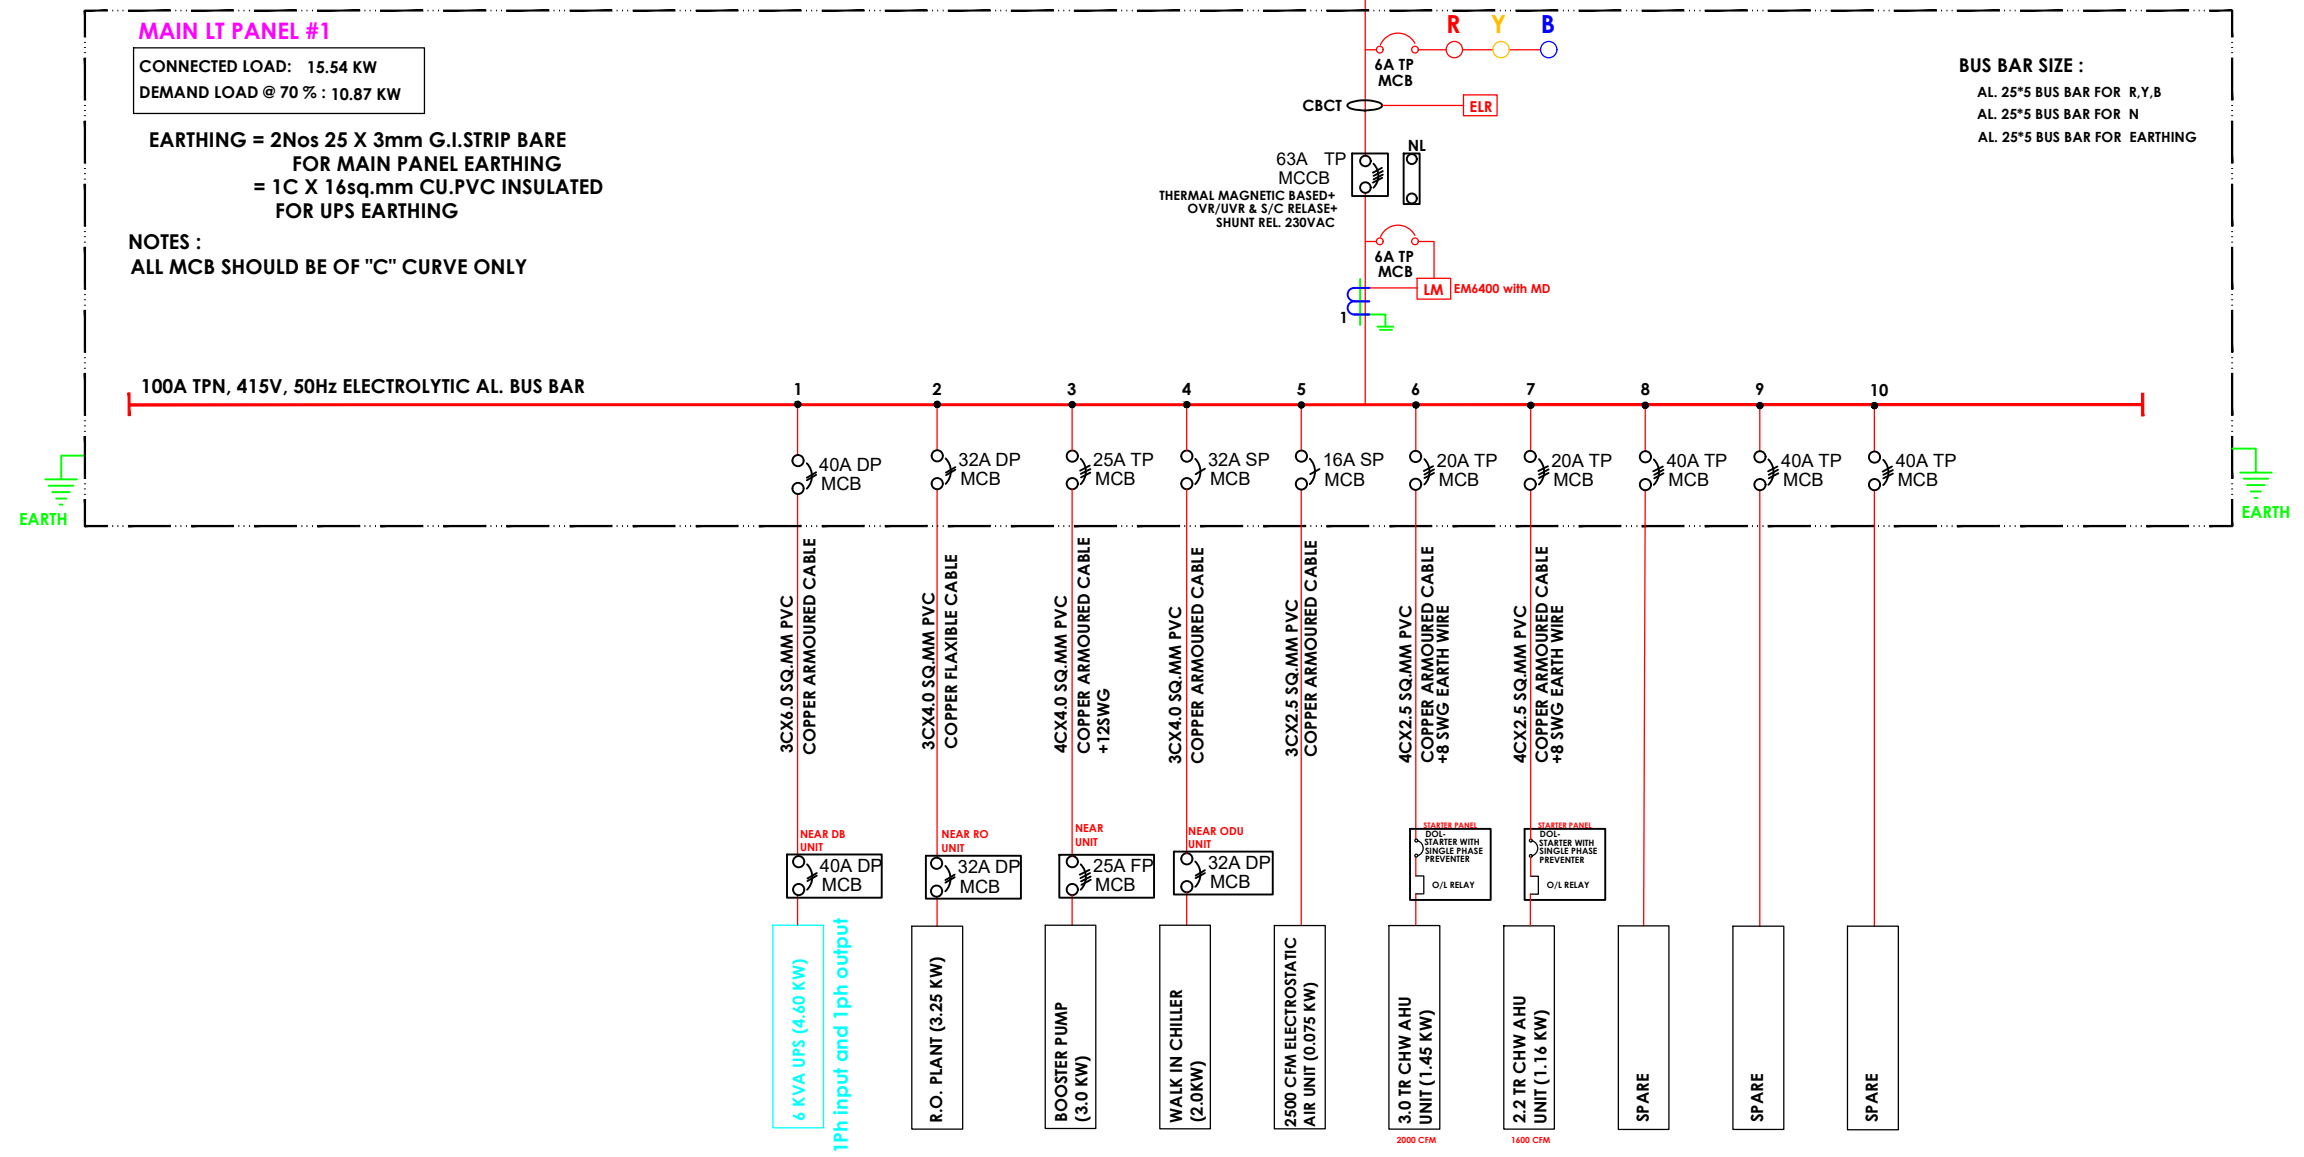 MAIN LT PANEL #1
CONNECTED LOAD: 15.54 KW
DEMAND LOAD @ 70 % : 10.87 KW
EARTHING = 2Nos 25 X 3mm G.I.STRIP BARE
FOR MAIN PANEL EARTHING
= 1C X 16sq.mm CU.PVC INSULATED
FOR UPS EARTHING
NOTES :
ALL MCB SHOULD BE OF "C" CURVE ONLY
R Y B
6A TP
MCB
CBCT
ELR
63A TP
MCCB
NL
THERMAL MAGNETIC BASED+
OVR/UVR & S/C RELASE+
SHUNT REL. 230VAC
6A TP
MCB
LM
EM6400 with MD
1
BUS BAR SIZE :
AL. 25*5 BUS BAR FOR R,Y,B
AL. 25*5 BUS BAR FOR N
AL. 25*5 BUS BAR FOR EARTHING
100A TPN, 415V, 50Hz ELECTROLYTIC AL. BUS BAR
1 2 3 4 5 6 7 8 9 10
40A DP
MCB
32A DP
MCB
25A TP
MCB
32A SP
MCB
16A SP
MCB
20A TP
MCB
20A TP
MCB
40A TP
MCB
40A TP
MCB
40A TP
MCB
EARTH
EARTH
3CX6.0 SQ.MM PVC
COPPER ARMOURED CABLE
3CX4.0 SQ.MM PVC
COPPER FLAXIBLE CABLE
4CX4.0 SQ.MM PVC
COPPER ARMOURED CABLE
+12SWG
3CX4.0 SQ.MM PVC
COPPER ARMOURED CABLE
3CX2.5 SQ.MM PVC
COPPER ARMOURED CABLE
4CX2.5 SQ.MM PVC
COPPER ARMOURED CABLE
+8 SWG EARTH WIRE
4CX2.5 SQ.MM PVC
COPPER ARMOURED CABLE
+8 SWG EARTH WIRE
NEAR DB
UNIT
40A DP
MCB
NEAR RO
UNIT
32A DP
MCB
NEAR
UNIT
25A FP
MCB
NEAR ODU
UNIT
32A DP
MCB
STARTER PANEL
DOL-
STARTER WITH
SINGLE PHASE
PREVENTER
O/L RELAY
STARTER PANEL
DOL-
STARTER WITH
SINGLE PHASE
PREVENTER
O/L RELAY
6 KVA UPS (4.60 KW)
1Ph input and 1ph output
R.O. PLANT (3.25 KW)
BOOSTER PUMP
(3.0 KW)
WALK IN CHILLER
(2.0KW)
2500 CFM ELECTROSTATIC
AIR UNIT (0.075 KW)
3.0 TR CHW AHU
UNIT (1.45 KW)
2000 CFM
2.2 TR CHW AHU
UNIT (1.16 KW)
1600 CFM
SPARE
SPARE
SPARE